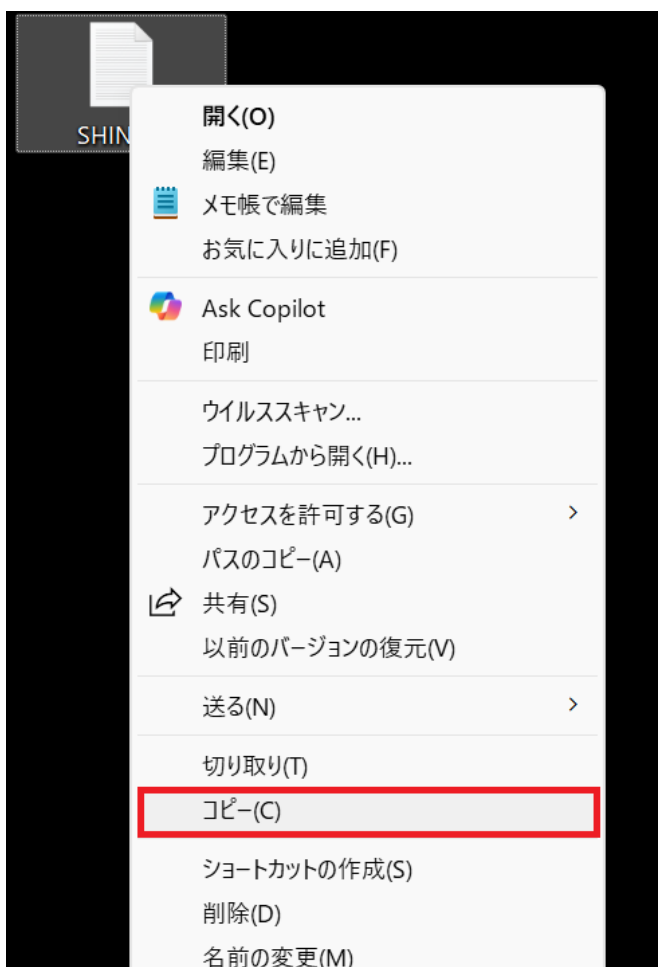 SHIN
開く(O)
編集(E)
メモ帳で編集
お気に入りに追加(F)
Ask Copilot
印刷
ウイルススキャン...
プログラムから開く(H)...
アクセスを許可する(G)
パスのコピー(A)
共有(S)
以前のバージョンの復元(V)
送る(N)
切り取り(T)
コピー(C)
ショートカットの作成(S)
削除(D)
名前の変更(M)